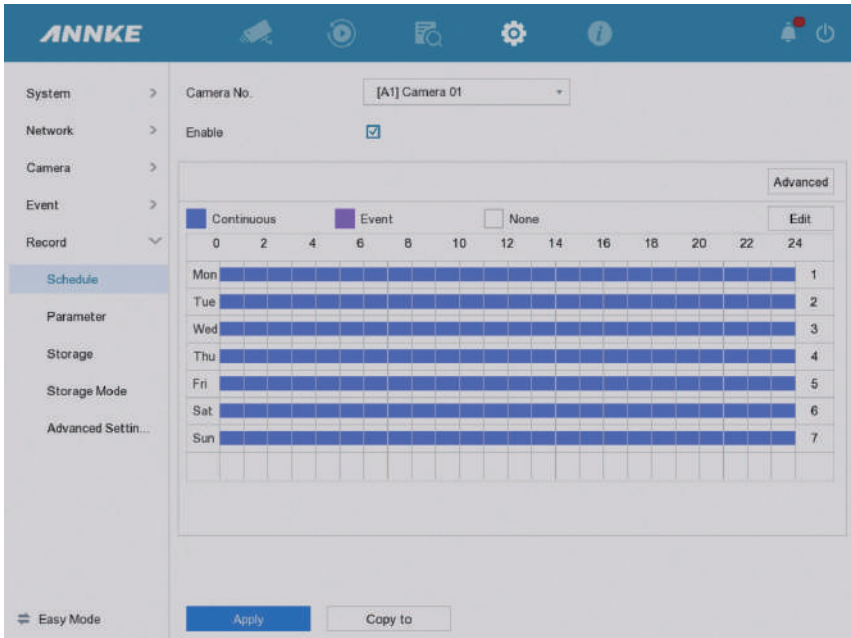 ANNKE
System >
Network >
Camera >
Event >
Record
Schedule
Parameter
Storage
Storage Mode
Advanced Settin...
Easy Mode
Camera No. [A1] Camera 01
Enable
Advanced
Continuous Event None Edit
0 2 4 6 8 10 12 14 16 18 20 22 24
Mon 1
Tue 2
Wed 3
Thu 4
Fri 5
Sat 6
Sun 7
Apply Copy to